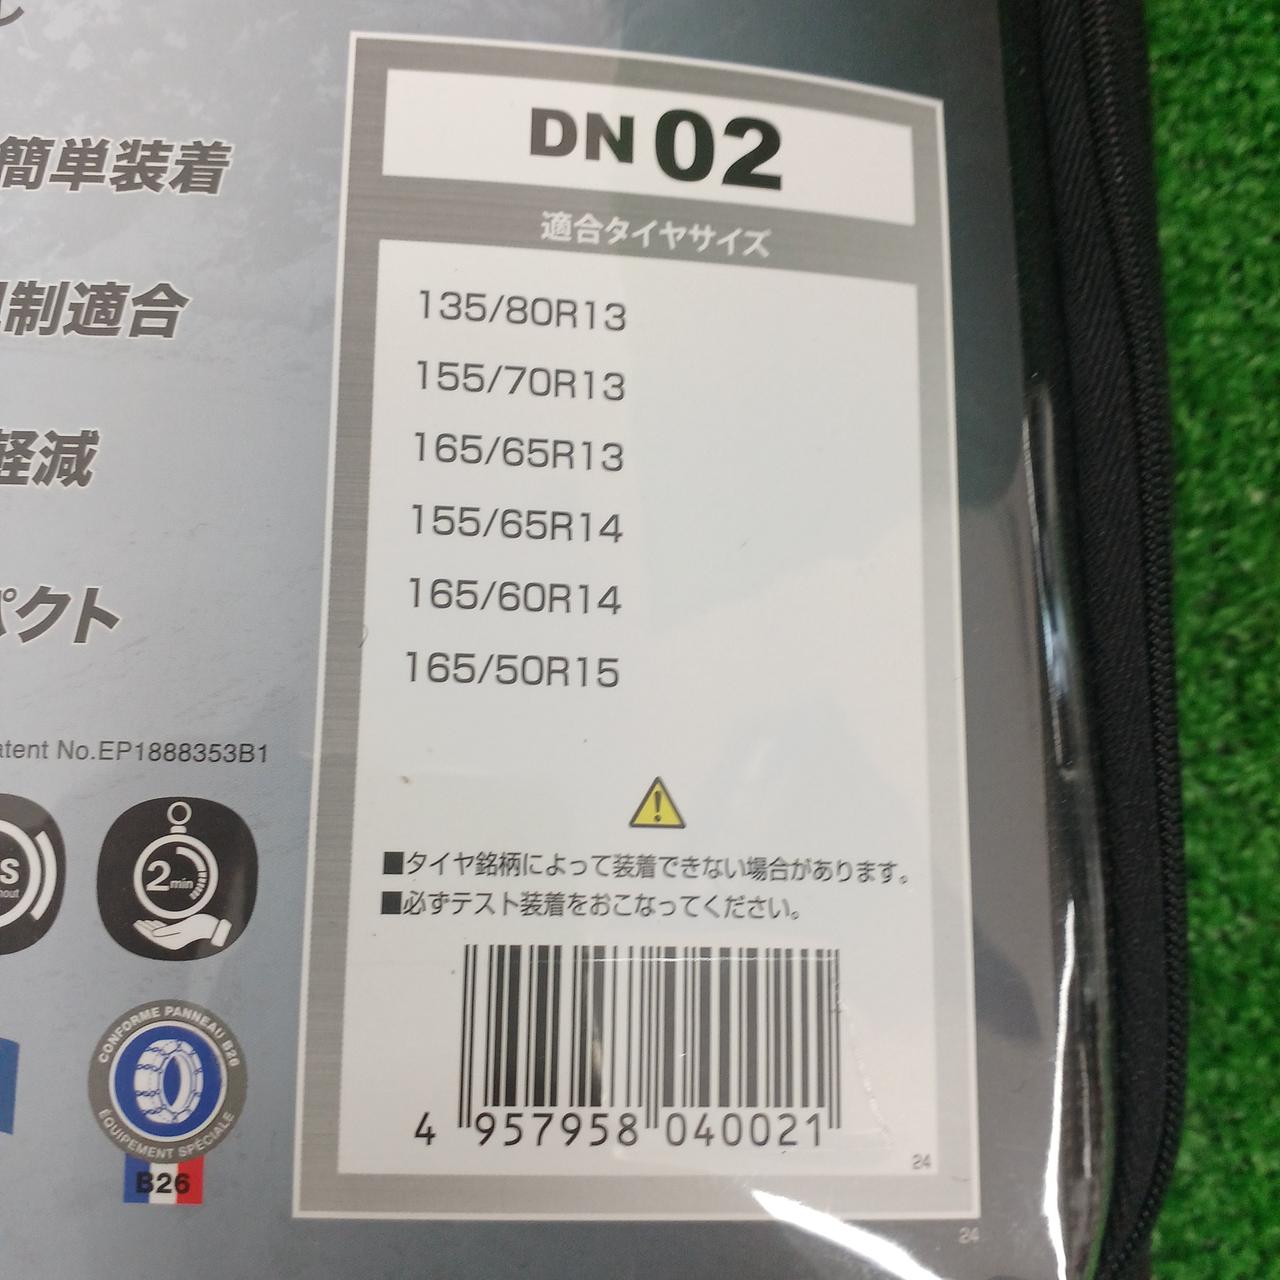 簡単装着
制適合
軽減
パクト
atent No.EP1888353B1
S
out
2min
CONFORME PANNEAU B26
ÉQUIPEMENT SPÉCIALE
B26
DN 02
適合タイヤサイズ
135/80R13
155/70R13
165/65R13
155/65R14
165/60R14
165/50R15
■タイヤ銘柄によって装着できない場合があります。
■必ずテスト装着をおこなってください。
4 957958 040021
24
24